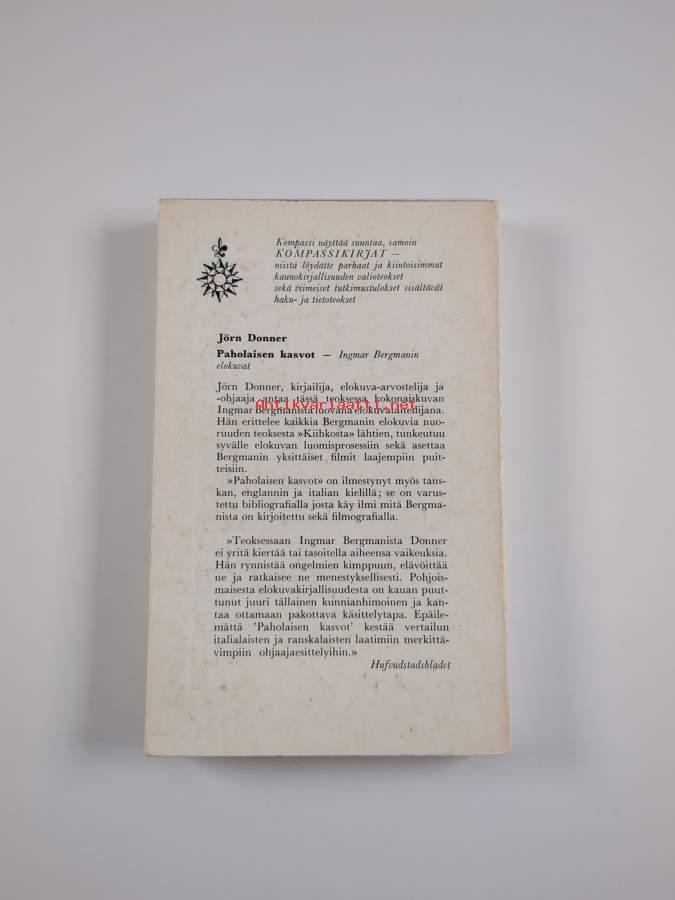 Kompassi näyttää suuntaa, samoin
KOMPASSIKIRJAT —
niistä löydätte parhaat ja kiintoisimmat
kaunokirjallisuuden valioteokset
sekä viimeiset tutkimustulokset sisältävät
haku- ja tietoteokset
Jörn Donner
Paholaisen kasvot — Ingmar Bergmanin
elokuvat
Jörn Donner, kirjailija, elokuva-arvostelija ja
-ohjaaja antaa tässä teoksessa kokonaiskuvan
Antikvariaatti.net
Ingmar Bergmanista luovana elokuvataiteilijana.
Hän erittelee kaikkia Bergmanin elokuvia nuo-
ruuden teoksesta »Kiihkosta» lähtien, tunkeutuu
syvälle elokuvan luomisprosessiin sekä asettaa
Bergmanin yksittäiset filmit laajempiin puit-
teisiin.
»Paholaisen kasvot» on ilmestynyt myös tans-
kan, englannin ja italian kielillä; se on varus-
tettu bibliografialla josta käy ilmi mitä Bergma-
nista on kirjoitettu sekä filmografialla.
»Teoksessaan Ingmar Bergmanista Donner
ei yritä kiertää tai tasoitella aiheensa vaikeuksia.
Hän rynnistää ongelmien kimppuun, elävöittää
ne ja ratkaisee ne menestyksellisesti. Pohjois-
maisesta elokuvakirjallisuudesta on kauan puut-
tunut juuri tällainen kunnianhimoinen ja kan-
taa ottamaan pakottava käsittelytapa. Epäile-
mättä 'Paholaisen kasvot' kestää vertailun
italialaisten ja ranskalaisten laatimiin merkittä-
vimpiin ohjaajaesittelyihin.»
Hufvudstadsbladet